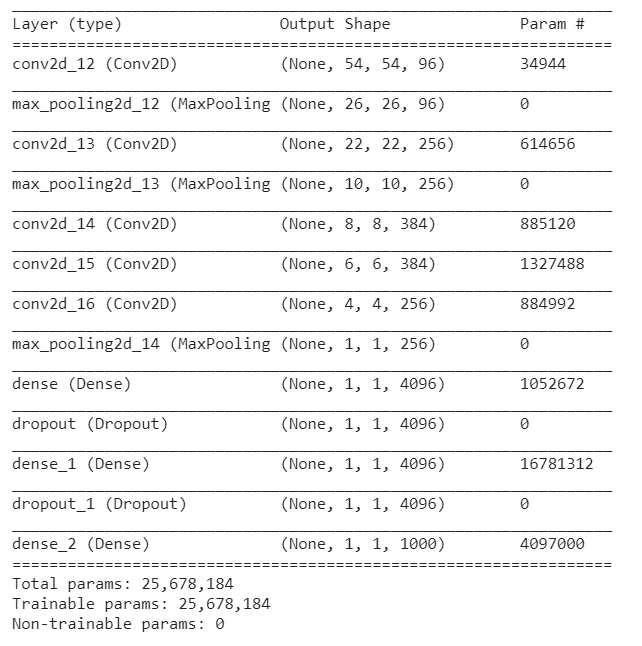 Layer (type) Output Shape Param #
conv2d_12 (Conv2D) (None, 54, 54, 96) 34944
max_pooling2d_12 (MaxPooling (None, 26, 26, 96) 0
conv2d_13 (Conv2D) (None, 22, 22, 256) 614656
max_pooling2d_13 (MaxPooling (None, 10, 10, 256) 0
conv2d_14 (Conv2D) (None, 8, 8, 384) 885120
conv2d_15 (Conv2D) (None, 6, 6, 384) 1327488
conv2d_16 (Conv2D) (None, 4, 4, 256) 884992
max_pooling2d_14 (MaxPooling (None, 1, 1, 256) 0
dense (Dense) (None, 1, 1, 4096) 1052672
dropout (Dropout) (None, 1, 1, 4096) 0
dense_1 (Dense) (None, 1, 1, 4096) 16781312
dropout_1 (Dropout) (None, 1, 1, 4096) 0
dense_2 (Dense) (None, 1, 1, 1000) 4097000
Total params: 25,678,184
Trainable params: 25,678,184
Non-trainable params: 0